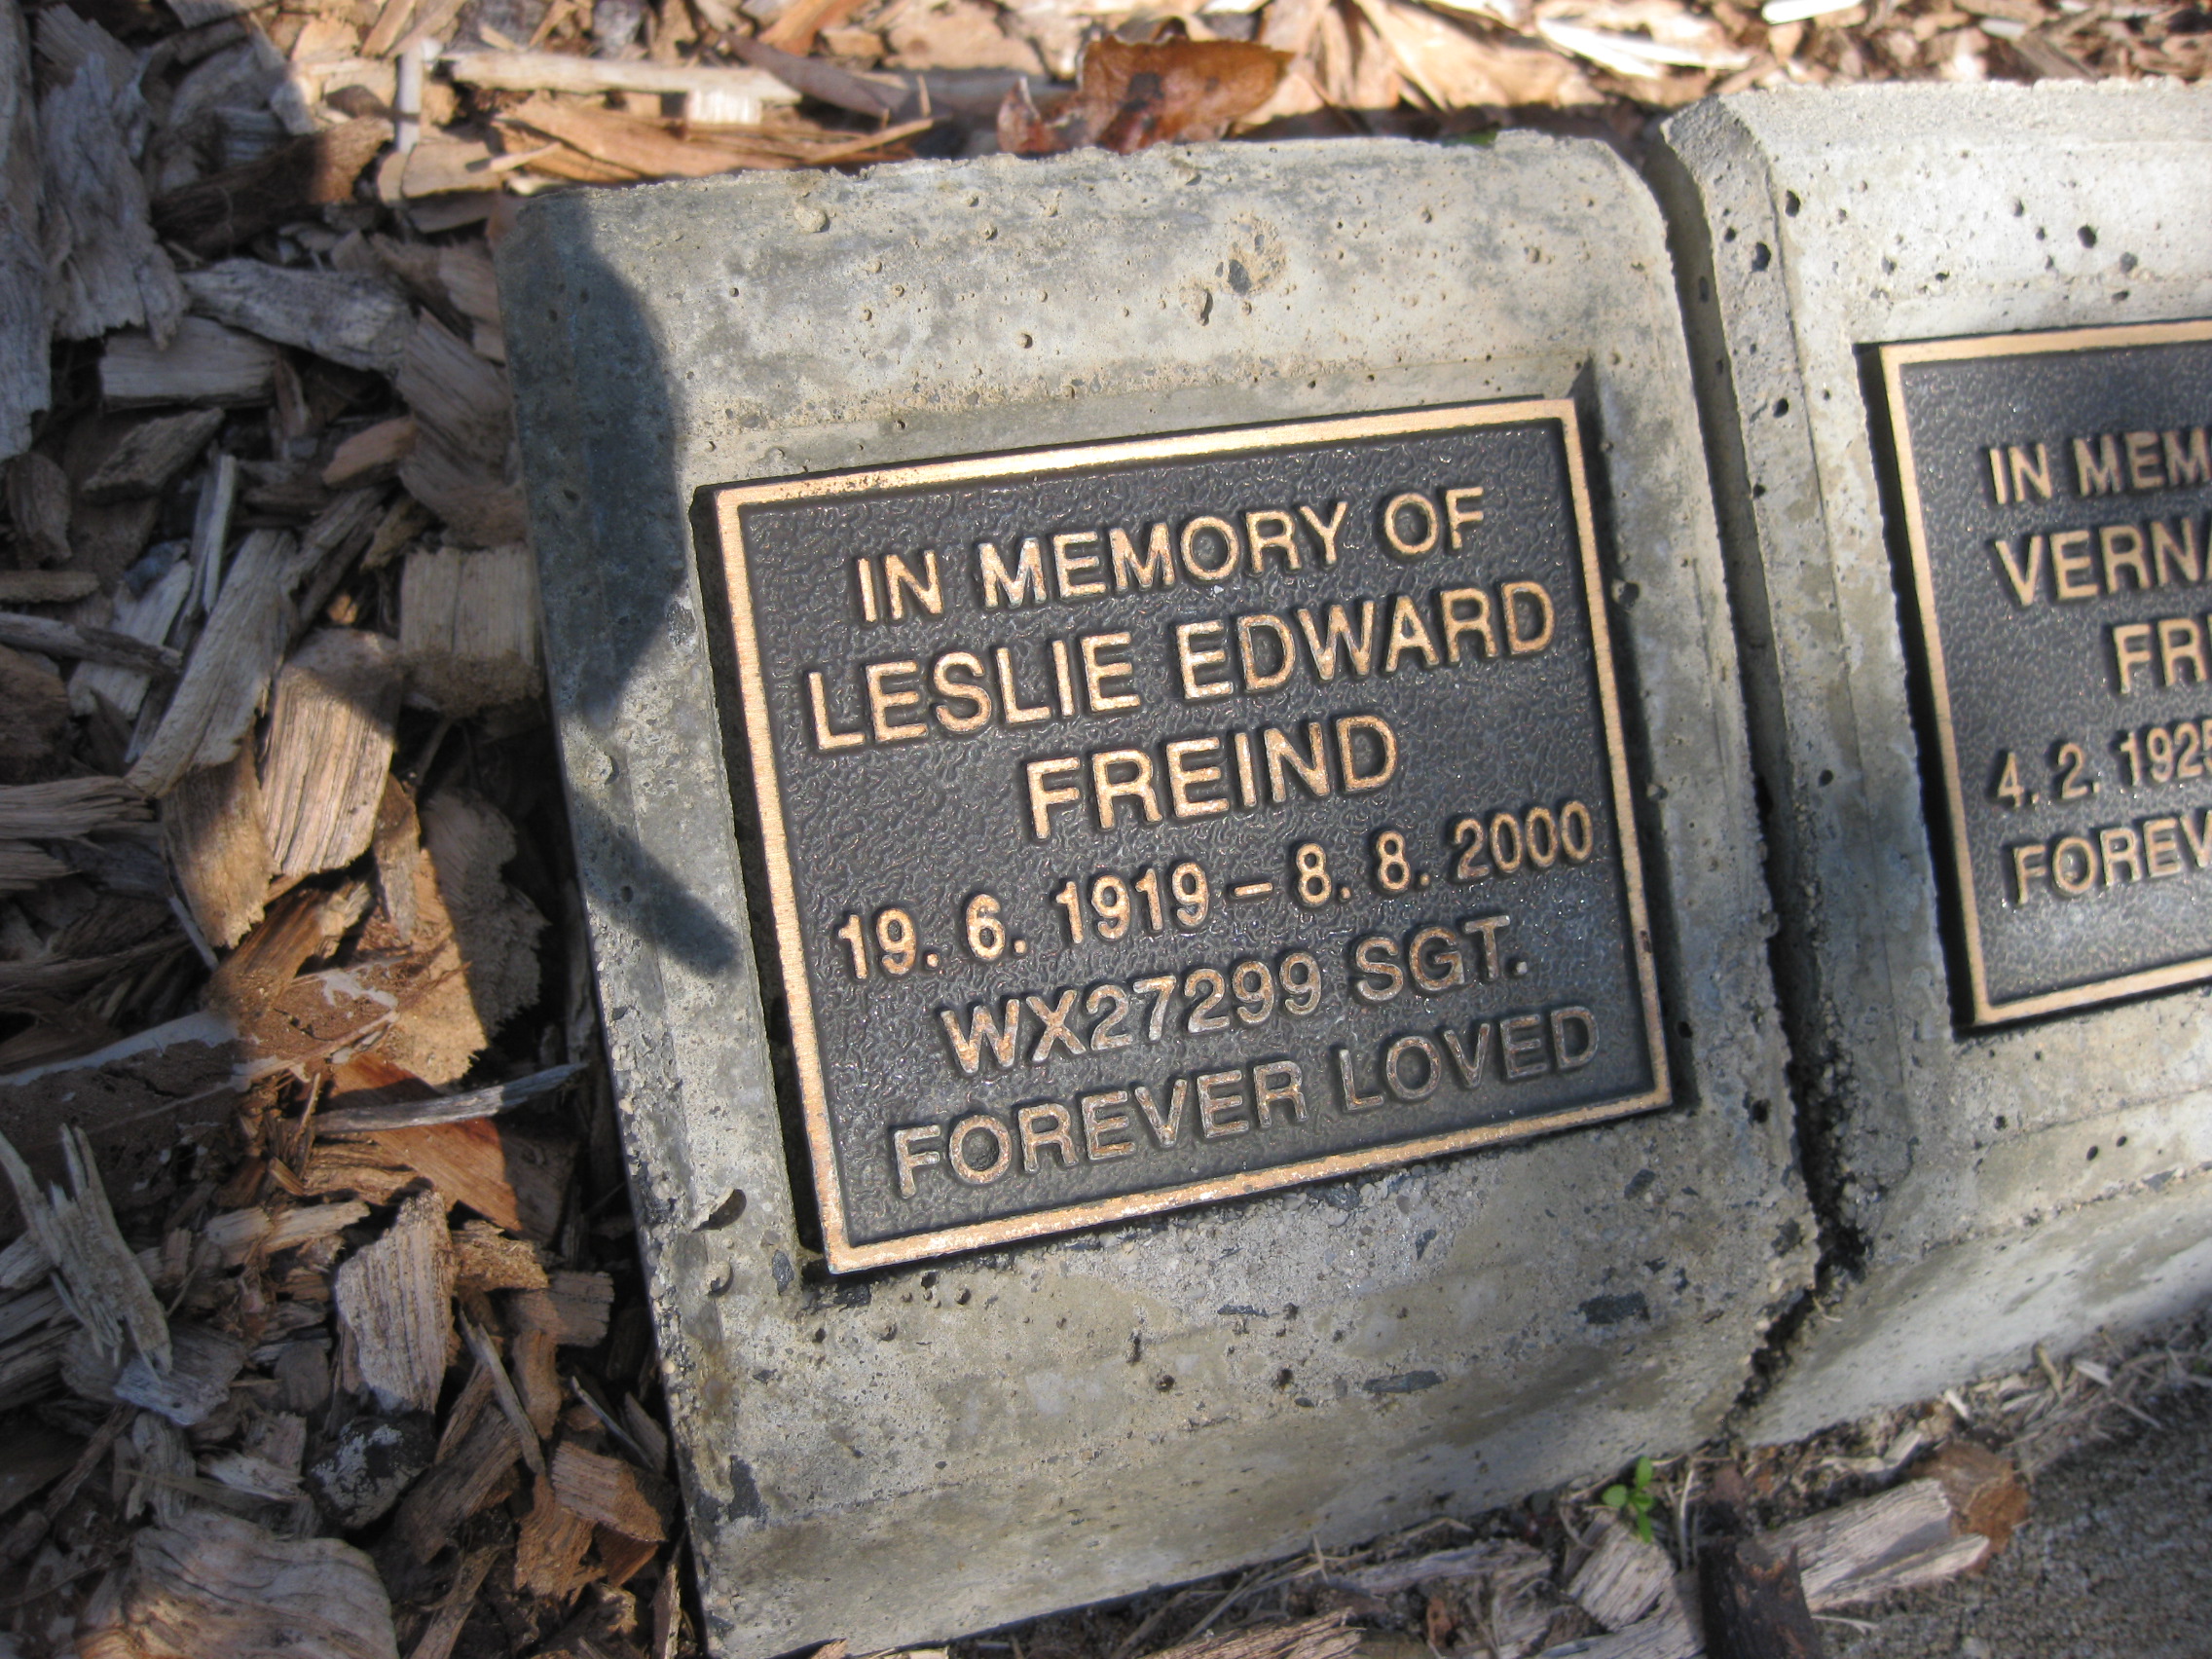 IN MEMORY OF
LESLIE EDWARD
FREIND
19. 6. 1919 – 8. 8. 2000
WX27299 SGT.
FOREVER LOVED
IN MEM
VERNA
FR
4. 2. 1925
FOREV